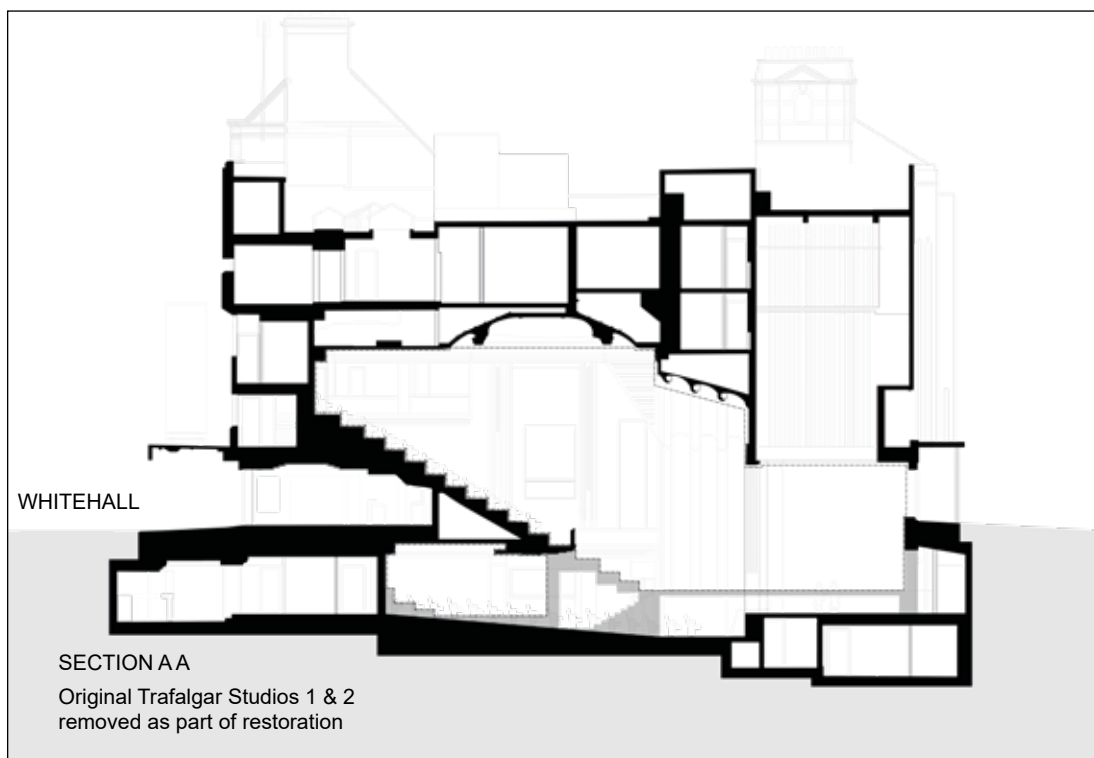 WHITEHALL
SECTION A A
Original Trafalgar Studios 1 & 2
removed as part of restoration